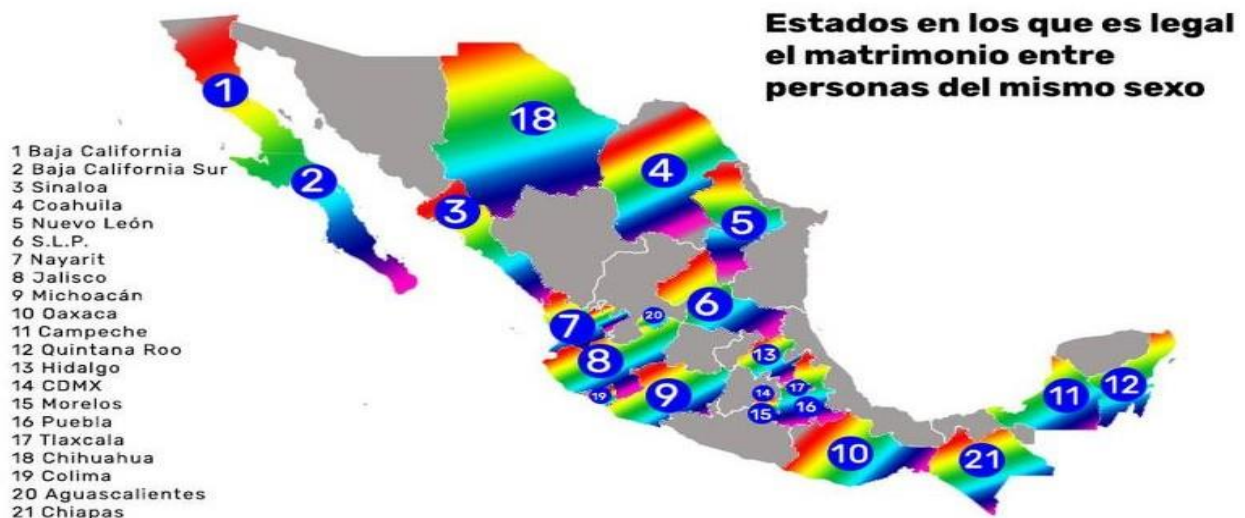 Estados en los que es legal
el matrimonio entre
personas del mismo sexo
1 Baja California
2 Baja California Sur
3 Sinaloa
4 Coahuila
5 Nuevo León
6 S.L.P.
7 Nayarit
8 Jalisco
9 Michoacán
10 Oaxaca
11 Campeche
12 Quintana Roo
13 Hidalgo
14 CDMX
15 Morelos
16 Puebla
17 Tlaxcala
18 Chihuahua
19 Colima
20 Aguascalientes
21 Chiapas
1
18
4
2
3
5
6
20
7
13
8
17
11
12
19
9
14
16
15
10
21